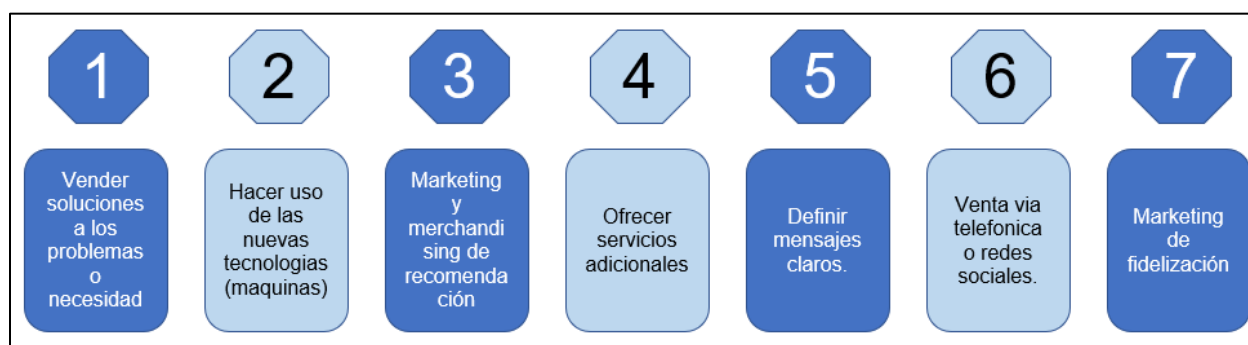 1
2
3
4
5
6
7
Vender
soluciones
a los
problemas
o
necesidad
Hacer uso
de las
nuevas
tecnologias
(maquinas)
Marketing
y
merchandi
sing de
recomenda
ción
Ofrecer
servicios
adicionales
Definir
mensajes
claros.
Venta via
telefonica
o redes
sociales.
Marketing
de
fidelización